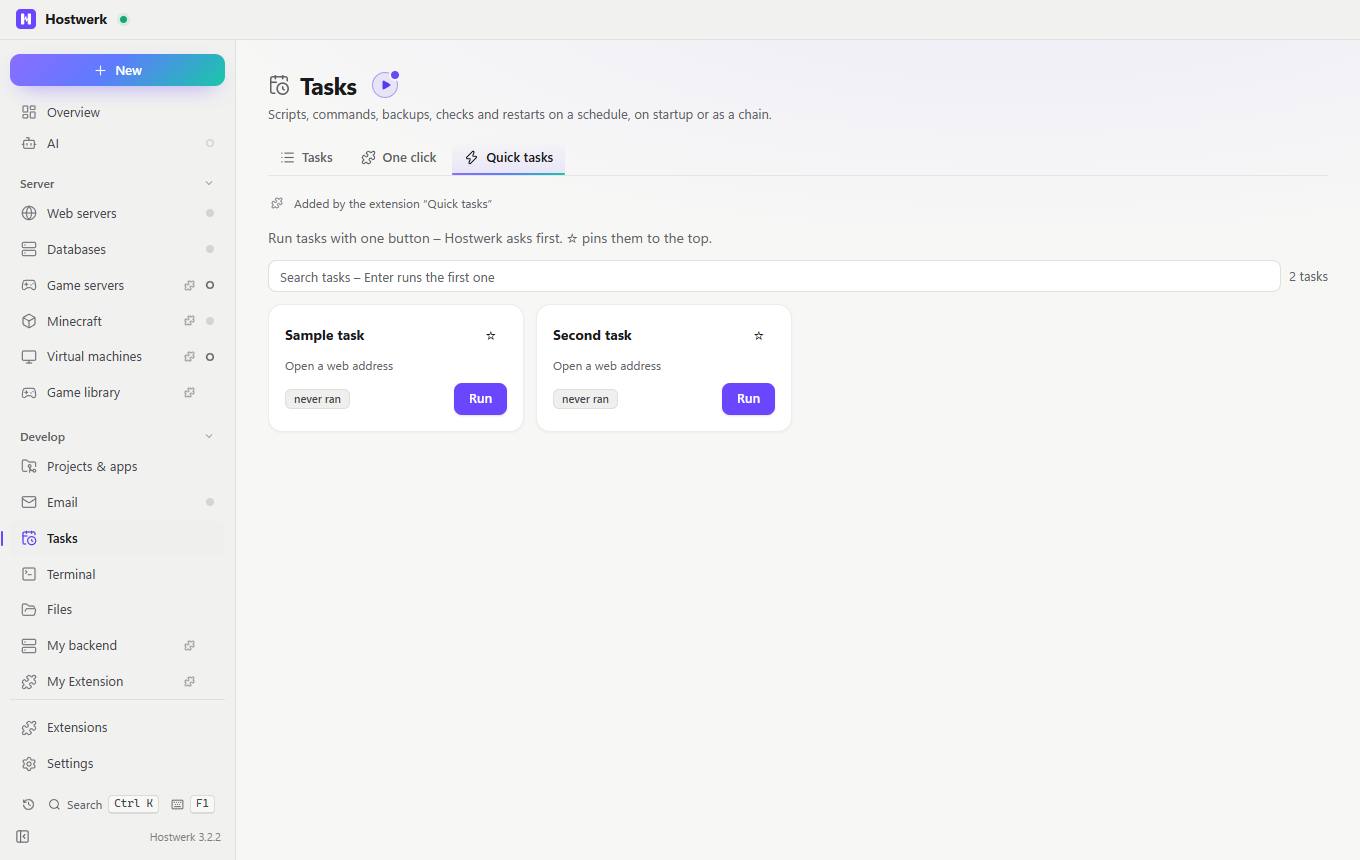 Hostwerk
New
Overview
AI
Server
Web servers
Databases
Game servers
Minecraft
Virtual machines
Game library
Develop
Projects & apps
Email
Tasks
Terminal
Files
My backend
My Extension
Extensions
Settings
Search Ctrl K F1
Hostwerk 3.2.2
Tasks
Scripts, commands, backups, checks and restarts on a schedule, on startup or as a chain.
Tasks One click Quick tasks
Added by the extension “Quick tasks”
Run tasks with one button – Hostwerk asks first. ☆ pins them to the top.
Search tasks – Enter runs the first one 2 tasks
Sample task ☆
Open a web address
never ran Run
Second task ☆
Open a web address
never ran Run